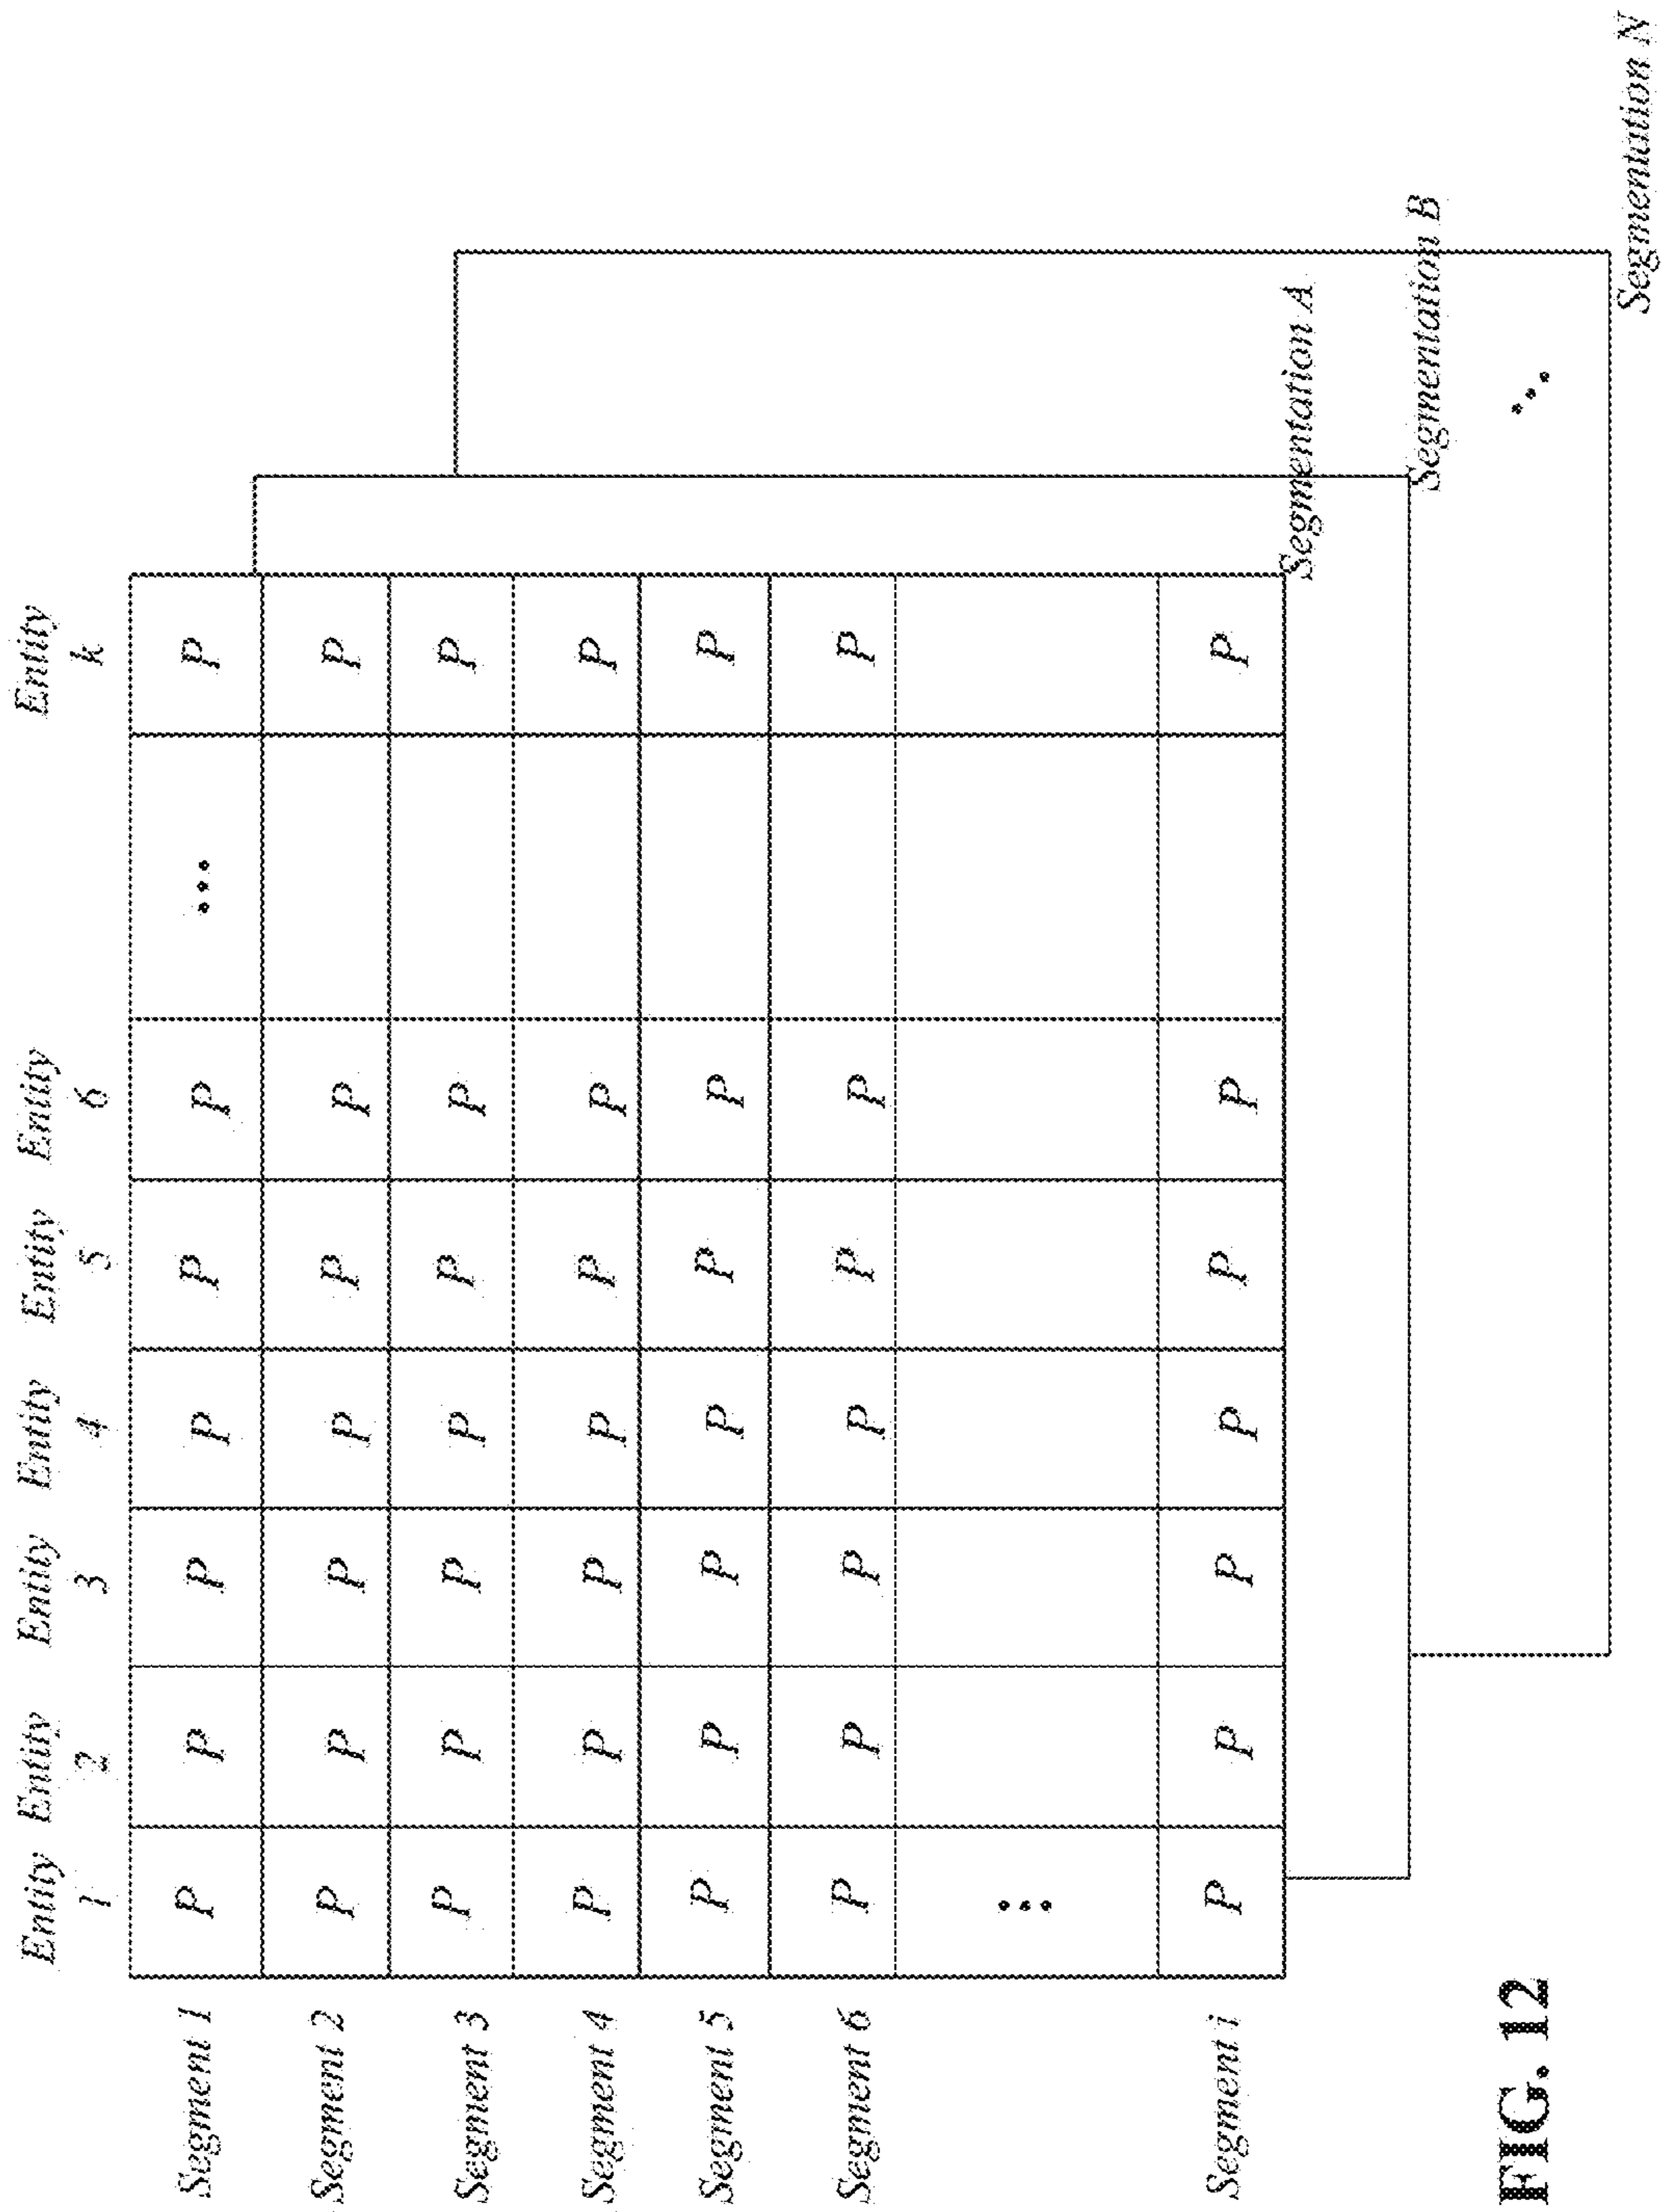 Entity 1 Entity 2 Entity 3 Entity 4 Entity 5 Entity 6 Entity k
Segment 1 P P P P P P ... P
Segment 2 P P P P P P P
Segment 3 P P P P P P P
Segment 4 P P P P P P P
Segment 5 P P P P P P P
Segment 6 P P P P P P P
...
Segment i P P P P P P P
Segmentation A
Segmentation B
...
Segmentation N
FIG. 12